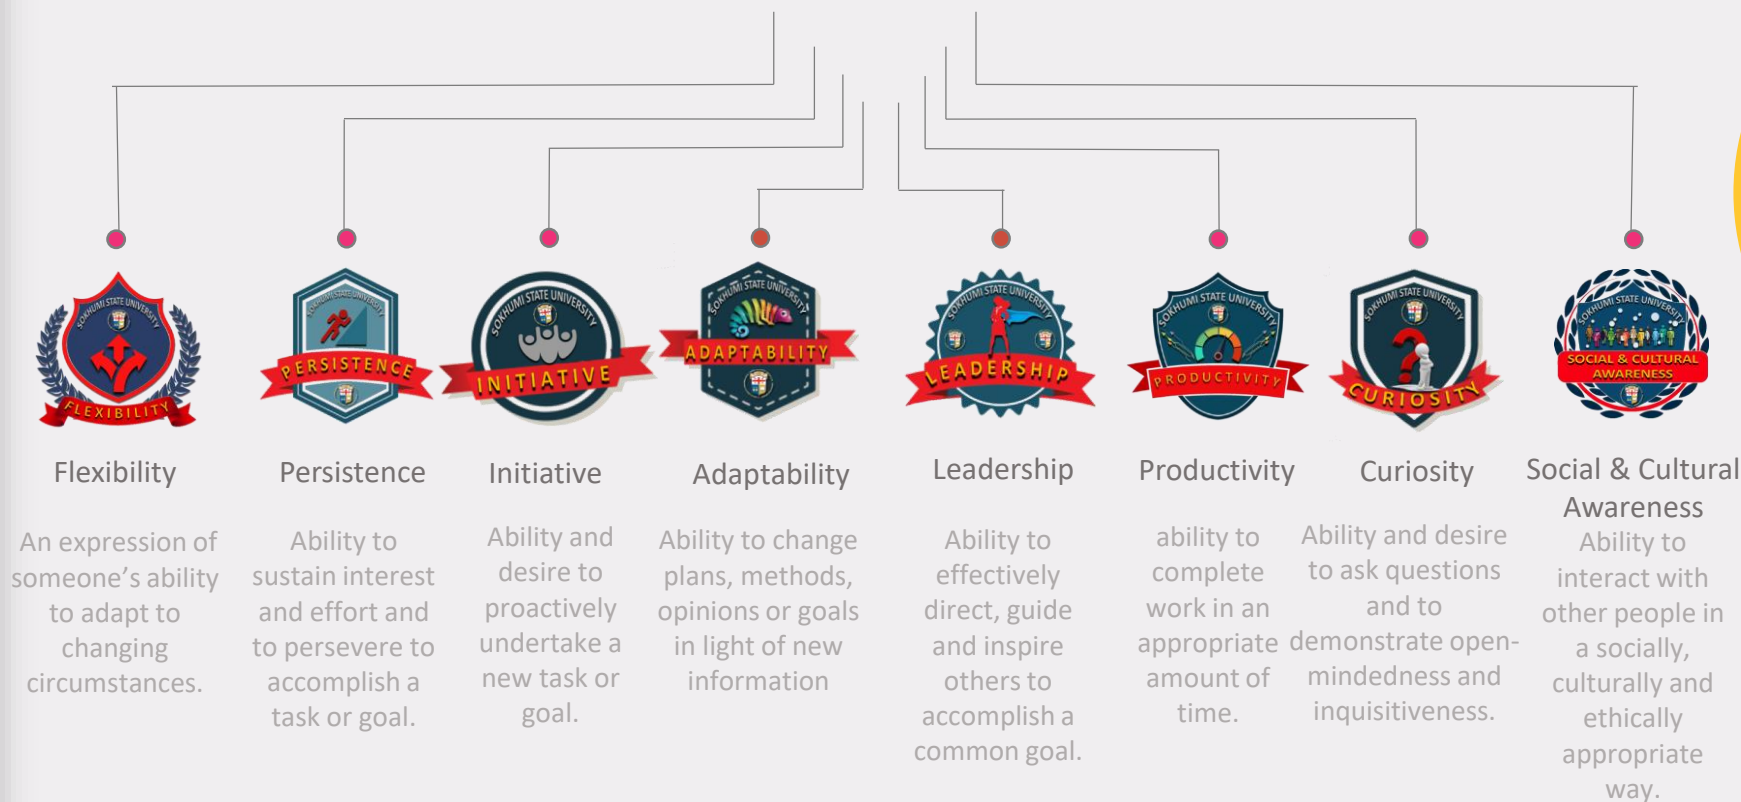 SOKHUMI STATE UNIVERSITY
FLEXIBILITY
SOKHUMI STATE UNIVERSITY
PERSISTENCE
SOKHUMI STATE UNIVERSITY
INITIATIVE
SOKHUMI STATE UNIVERSITY
ADAPTABILITY
SOKHUMI STATE UNIVERSITY
LEADERSHIP
SOKHUMI STATE UNIVERSITY
PRODUCTIVITY
SOKHUMI STATE UNIVERSITY
CURIOSITY
SOKHUMI STATE UNIVERSITY
SOCIAL & CULTURAL
AWARENESS
Flexibility
An expression of
someone’s ability
to adapt to
changing
circumstances.
Persistence
Ability to
sustain interest
and effort and
to persevere to
accomplish a
task or goal.
Initiative
Ability and
desire to
proactively
undertake a
new task or
goal.
Adaptability
Ability to change
plans, methods,
opinions or goals
in light of new
information
Leadership
Ability to
effectively
direct, guide
and inspire
others to
accomplish a
common goal.
Productivity
ability to
complete
work in an
appropriate
amount of
time.
Curiosity
Ability and desire
to ask questions
and to
demonstrate open-
mindedness and
inquisitiveness.
Social & Cultural
Awareness
Ability to
interact with
other people in
a socially,
culturally and
ethically
appropriate
way.